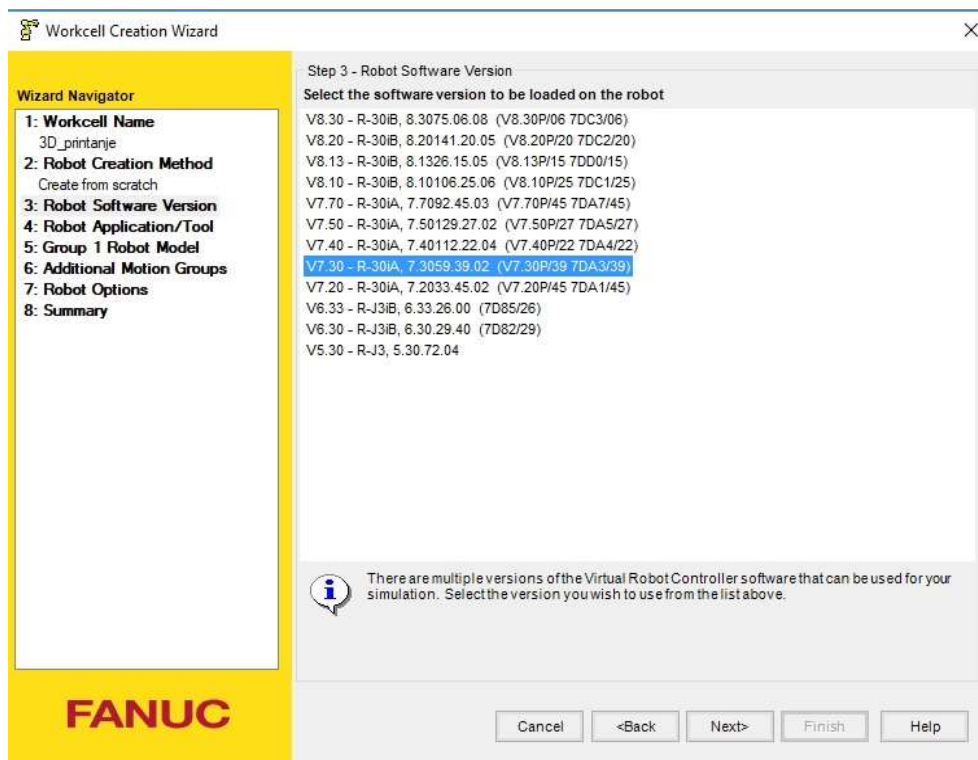 Workcell Creation Wizard
Wizard Navigator
1: Workcell Name
3D_printanje
2: Robot Creation Method
Create from scratch
3: Robot Software Version
4: Robot Application/Tool
5: Group 1 Robot Model
6: Additional Motion Groups
7: Robot Options
8: Summary
FANUC
Step 3 - Robot Software Version
Select the software version to be loaded on the robot
V8.30 - R-30iB, 8.3075.06.08 (V8.30P/06 7DC3/06)
V8.20 - R-30iB, 8.20141.20.05 (V8.20P/20 7DC2/20)
V8.13 - R-30iB, 8.1326.15.05 (V8.13P/15 7DD0/15)
V8.10 - R-30iB, 8.10106.25.06 (V8.10P/25 7DC1/25)
V7.70 - R-30iA, 7.7092.45.03 (V7.70P/45 7DA7/45)
V7.50 - R-30iA, 7.50129.27.02 (V7.50P/27 7DA5/27)
V7.40 - R-30iA, 7.40112.22.04 (V7.40P/22 7DA4/22)
V7.30 - R-30iA, 7.3059.39.02 (V7.30P/39 7DA3/39)
V7.20 - R-30iA, 7.2033.45.02 (V7.20P/45 7DA1/45)
V6.33 - R-J3iB, 6.33.26.00 (7D85/26)
V6.30 - R-J3iB, 6.30.29.40 (7D82/29)
V5.30 - R-J3, 5.30.72.04
There are multiple versions of the Virtual Robot Controller software that can be used for your
simulation. Select the version you wish to use from the list above.
Cancel <Back Next> Finish Help